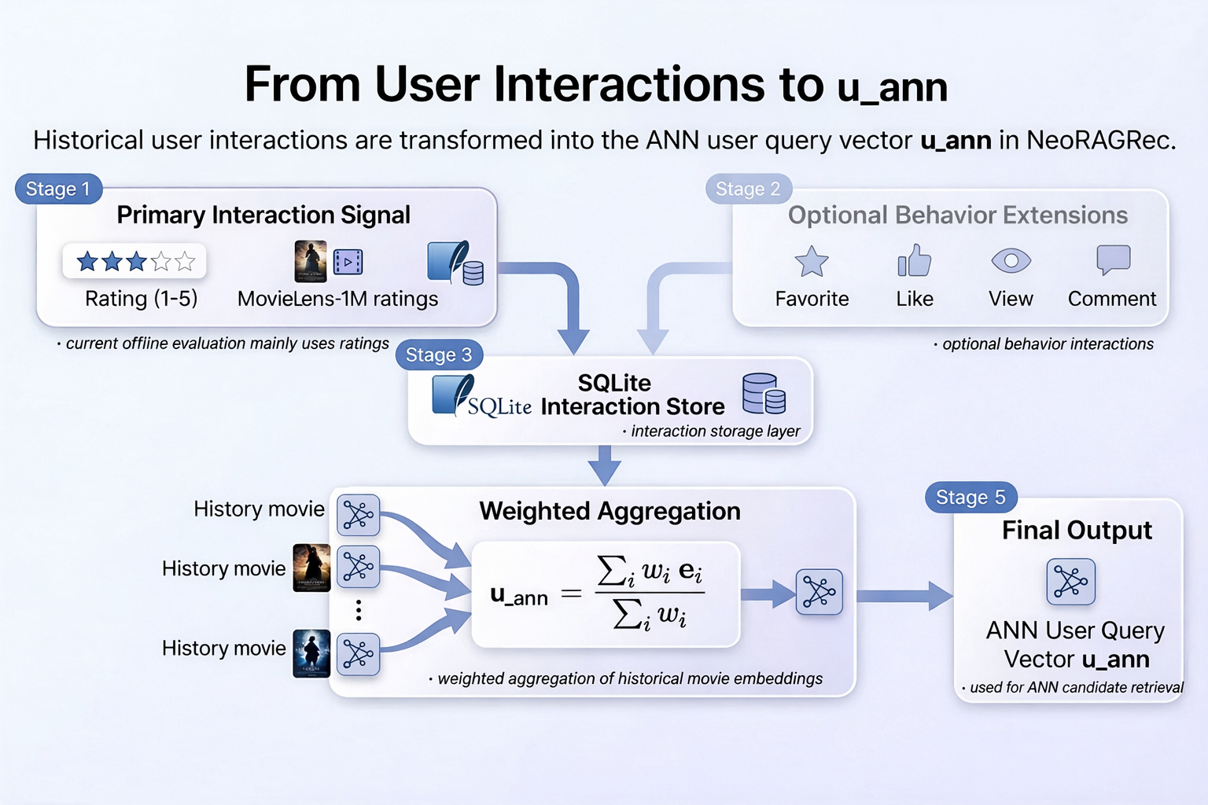 From User Interactions to u_ann
Historical user interactions are transformed into the ANN user query vector u_ann in NeoRAGRec.
Stage 1
Primary Interaction Signal
Rating (1-5)
MovieLens-1M ratings
· current offline evaluation mainly uses ratings
Stage 2
Optional Behavior Extensions
Favorite
Like
View
Comment
· optional behavior interactions
Stage 3
SQLite
SQLite
Interaction Store
· interaction storage layer
History movie
History movie
History movie
Weighted Aggregation
u_ann = ∑i wi ei / ∑i wi
· weighted aggregation of historical movie embeddings
Stage 5
Final Output
ANN User Query
Vector u_ann
· used for ANN candidate retrieval